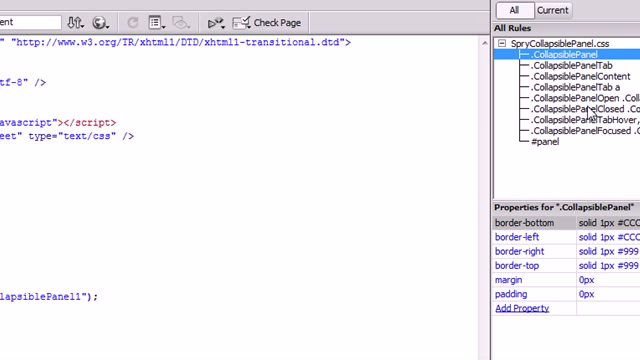 All Current
ent Check Page
All Rules
" "http://www.w3.org/TR/xhtml1/DTD/xhtml1-transitional.dtd">
SpryCollapsiblePanel.css
.CollapsiblePanel
.CollapsiblePanelTab
tf-8" />
.CollapsiblePanelContent
.CollapsiblePanelTab a
.CollapsiblePanelOpen .Colla
.CollapsiblePanelClosed .Co
avascript"></script>
.CollapsiblePanelTabHover,
eet" type="text/css" />
.CollapsiblePanelFocused .C
#panel
Properties for ".CollapsiblePanel"
border-bottom solid 1px #CCC
border-left solid 1px #CCC
border-right solid 1px #999
border-top solid 1px #999
margin 0px
padding 0px
llapsiblePanel1");
Add Property